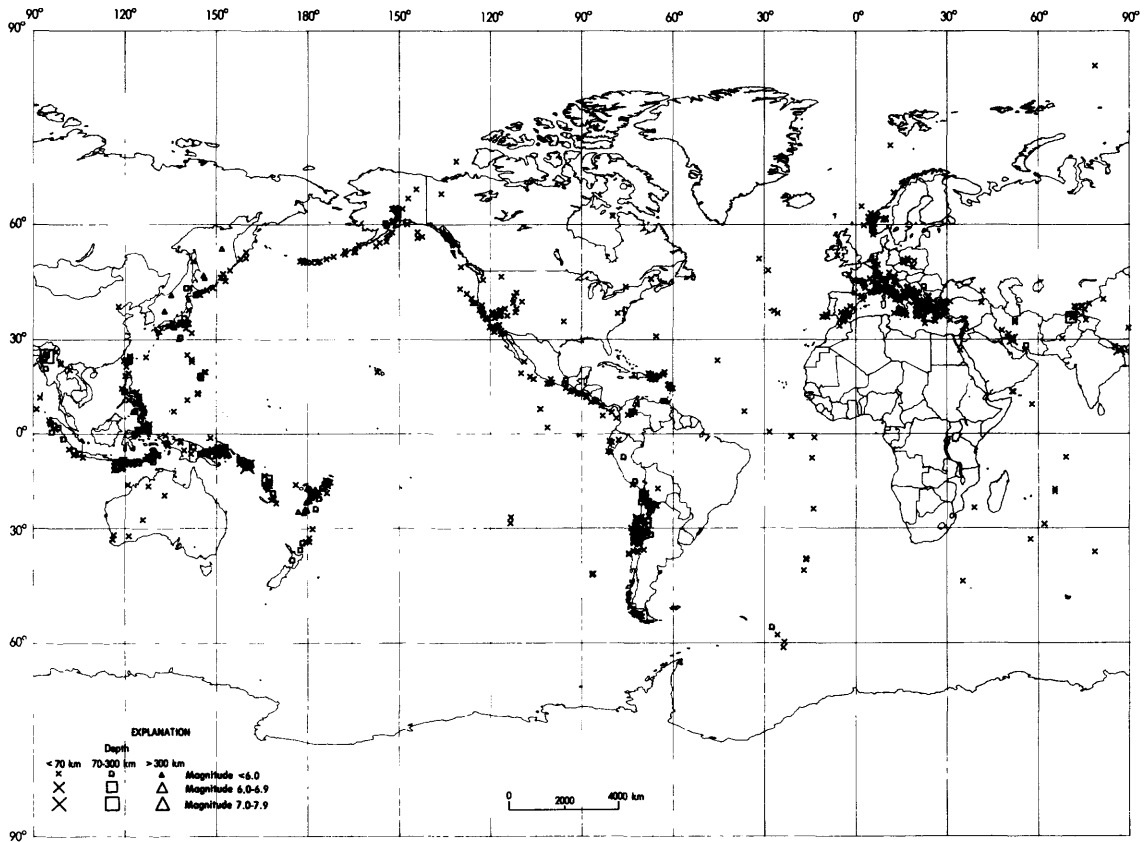 90° 120° 150° 180° 150° 120° 90° 60° 30° 0° 30° 60° 90°
90°
60°
30°
0°
30°
60°
90°
EXPLANATION
Depth
< 70 km 70-300 km > 300 km
Magnitude <6.0
Magnitude 6.0-6.9
Magnitude 7.0-7.9
0 2000 4000 km